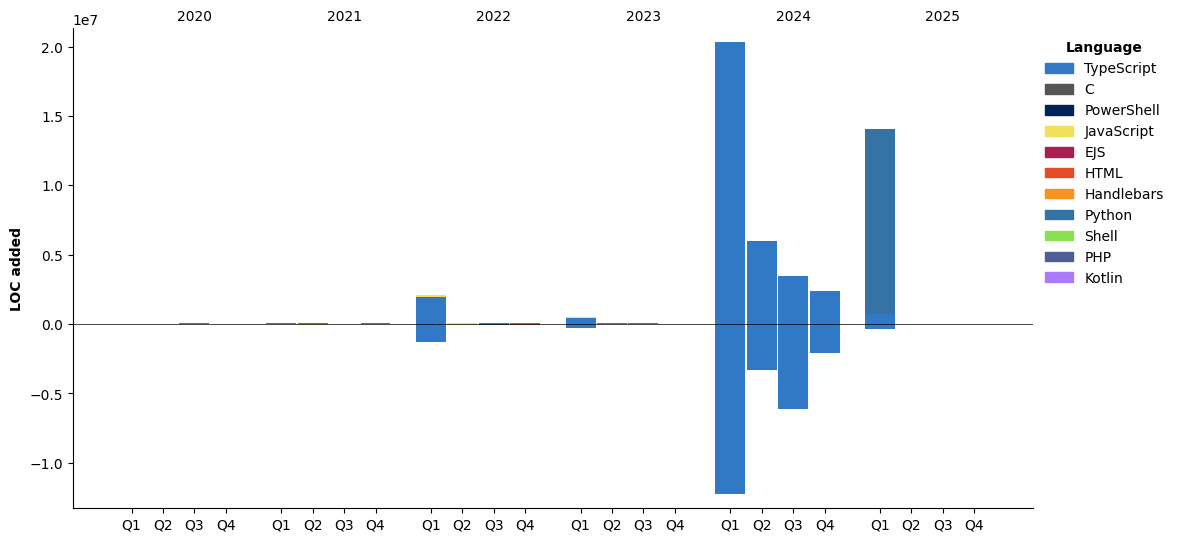 1e7
2020 2021 2022 2023 2024 2025
2.0
1.5
1.0
0.5
0.0
−0.5
−1.0
LOC added
Q1 Q2 Q3 Q4 Q1 Q2 Q3 Q4 Q1 Q2 Q3 Q4 Q1 Q2 Q3 Q4 Q1 Q2 Q3 Q4 Q1 Q2 Q3 Q4
Language
TypeScript
C
PowerShell
JavaScript
EJS
HTML
Handlebars
Python
Shell
PHP
Kotlin